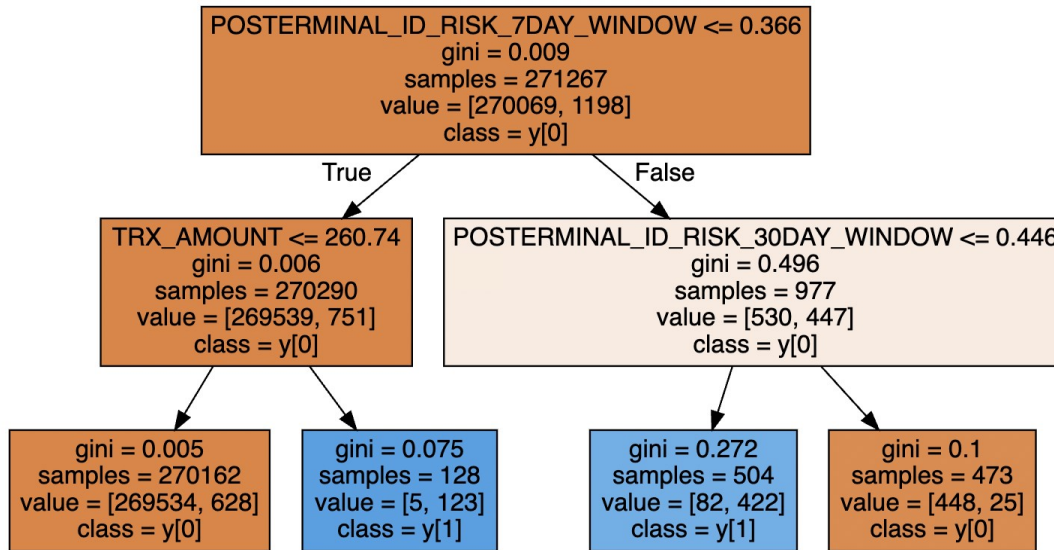 POSTERMINAL_ID_RISK_7DAY_WINDOW <= 0.366
gini = 0.009
samples = 271267
value = [270069, 1198]
class = y[0]
True
False
TRX_AMOUNT <= 260.74
gini = 0.006
samples = 270290
value = [269539, 751]
class = y[0]
POSTERMINAL_ID_RISK_30DAY_WINDOW <= 0.446
gini = 0.496
samples = 977
value = [530, 447]
class = y[0]
gini = 0.005
samples = 270162
value = [269534, 628]
class = y[0]
gini = 0.075
samples = 128
value = [5, 123]
class = y[1]
gini = 0.272
samples = 504
value = [82, 422]
class = y[1]
gini = 0.1
samples = 473
value = [448, 25]
class = y[0]